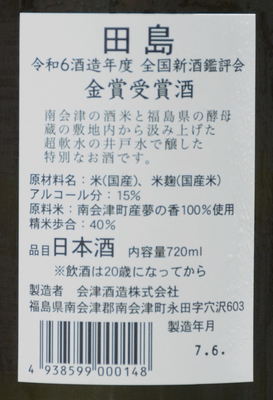 田島
令和6酒造年度 全国新酒鑑評会
金賞受賞酒
南会津の酒米と福島県の酵母
蔵の敷地内から汲み上げた
超軟水の井戸水で醸した
特別なお酒です。
原材料名:米(国産)、米麹(国産米)
アルコール分:15%
原料米:南会津町産夢の香100%使用
精米歩合:40%
品目 日本酒 内容量720ml
※飲酒は20歳になってから
製造者 会津酒造株式会社
福島県南会津郡南会津町永田字穴沢603
製造年月
7.6.
4 938599 000148